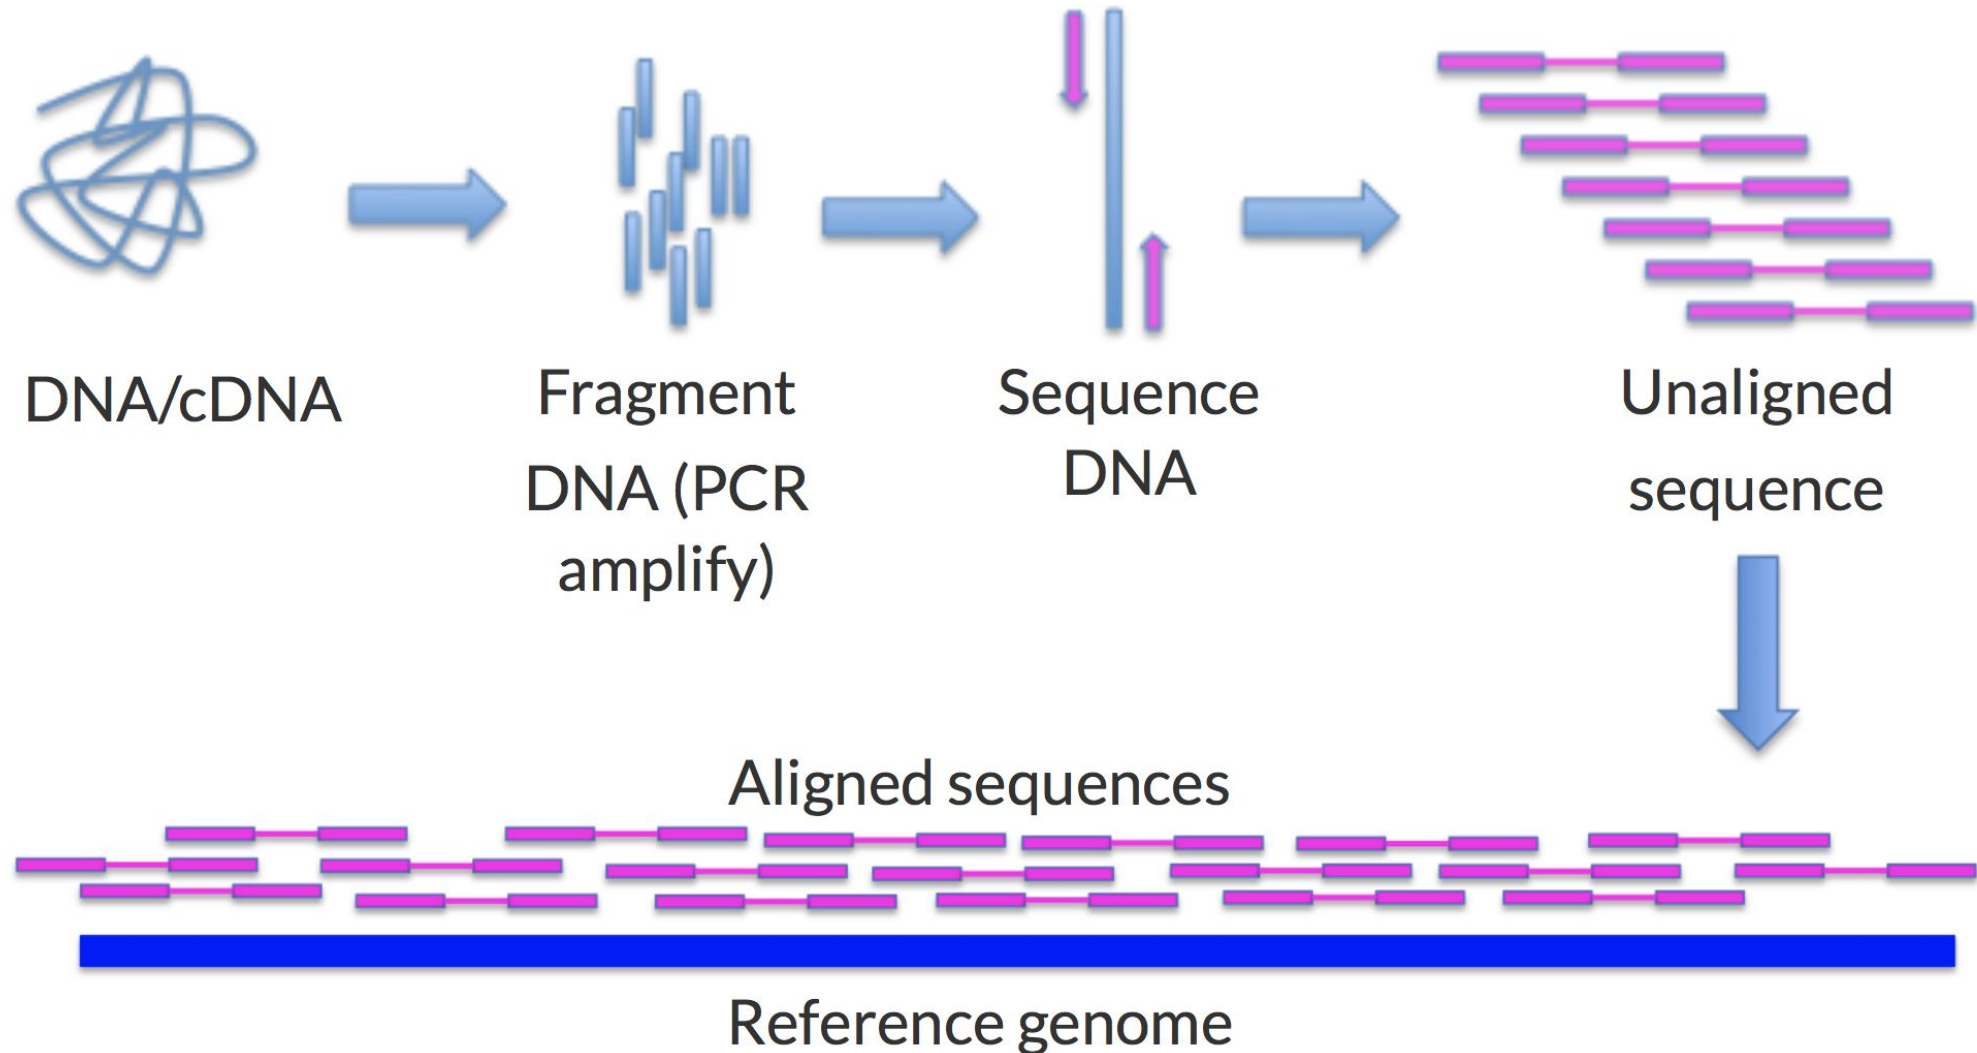 DNA/cDNA
Fragment
DNA (PCR
amplify)
Sequence
DNA
Unaligned
sequence
Aligned sequences
Reference genome